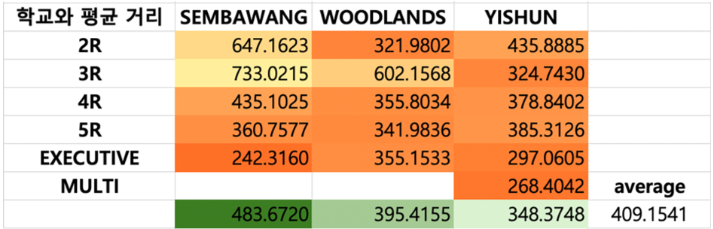 학교와 평균 거리 SEMBAWANG WOODLANDS YISHUN
2R 647.1623 321.9802 435.8885
3R 733.0215 602.1568 324.7430
4R 435.1025 355.8034 378.8402
5R 360.7577 341.9836 385.3126
EXECUTIVE 242.3160 355.1533 297.0605
MULTI 268.4042 average
483.6720 395.4155 348.3748 409.1541